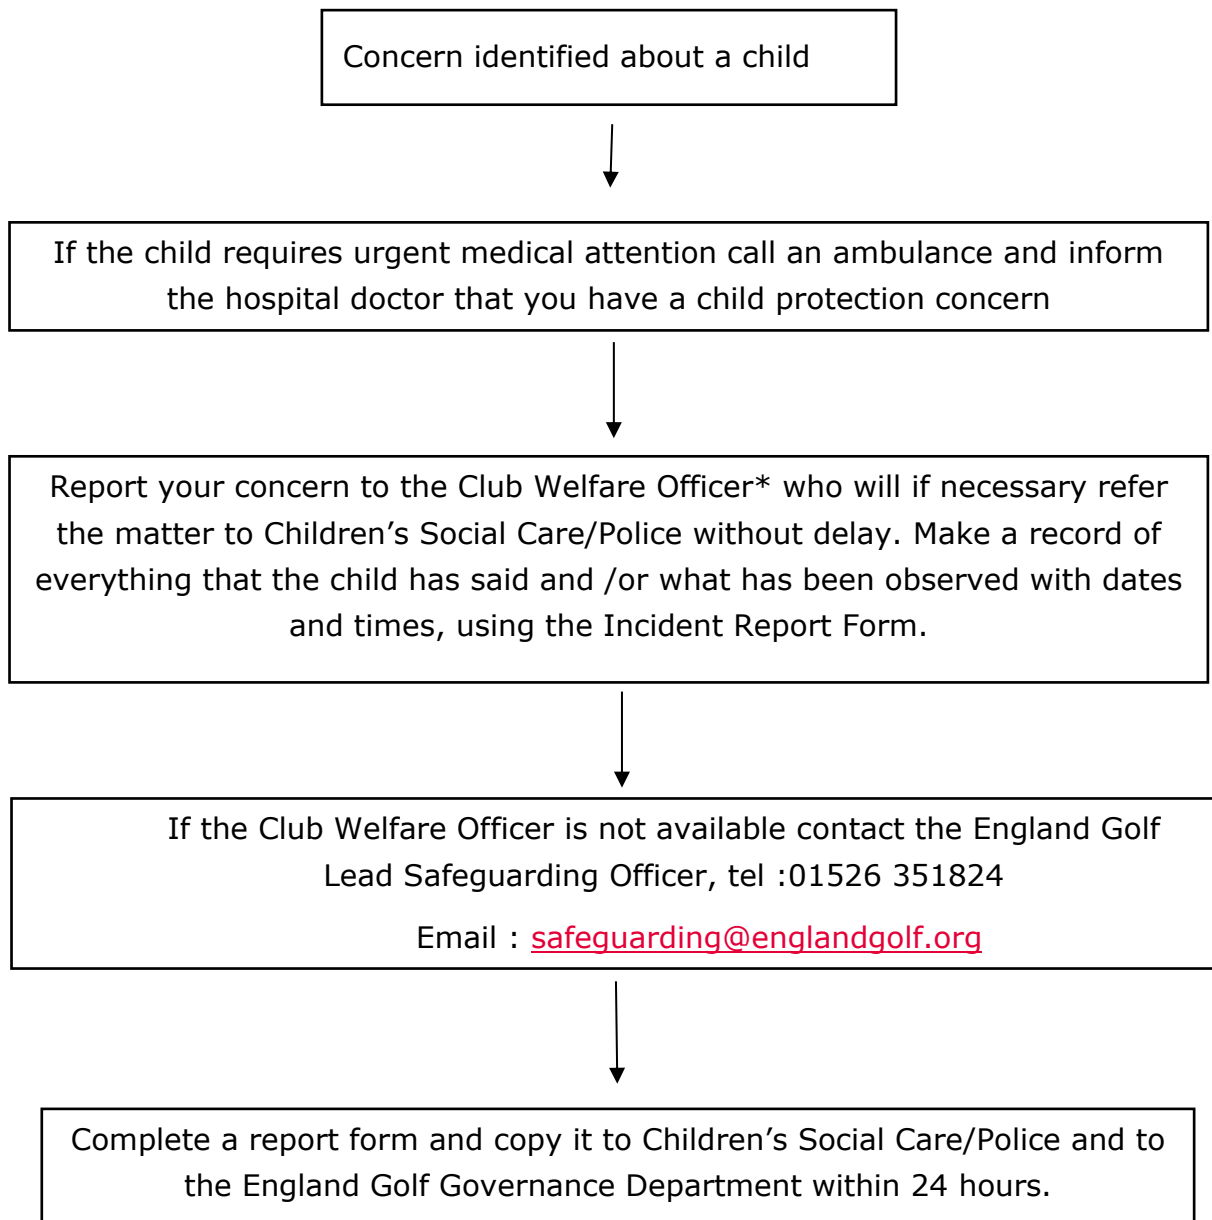 Concern identified about a child
If the child requires urgent medical attention call an ambulance and inform
the hospital doctor that you have a child protection concern
Report your concern to the Club Welfare Officer* who will if necessary refer
the matter to Children’s Social Care/Police without delay. Make a record of
everything that the child has said and /or what has been observed with dates
and times, using the Incident Report Form.
If the Club Welfare Officer is not available contact the England Golf
Lead Safeguarding Officer, tel :01526 351824
Email : safeguarding@englandgolf.org
Complete a report form and copy it to Children’s Social Care/Police and to
the England Golf Governance Department within 24 hours.